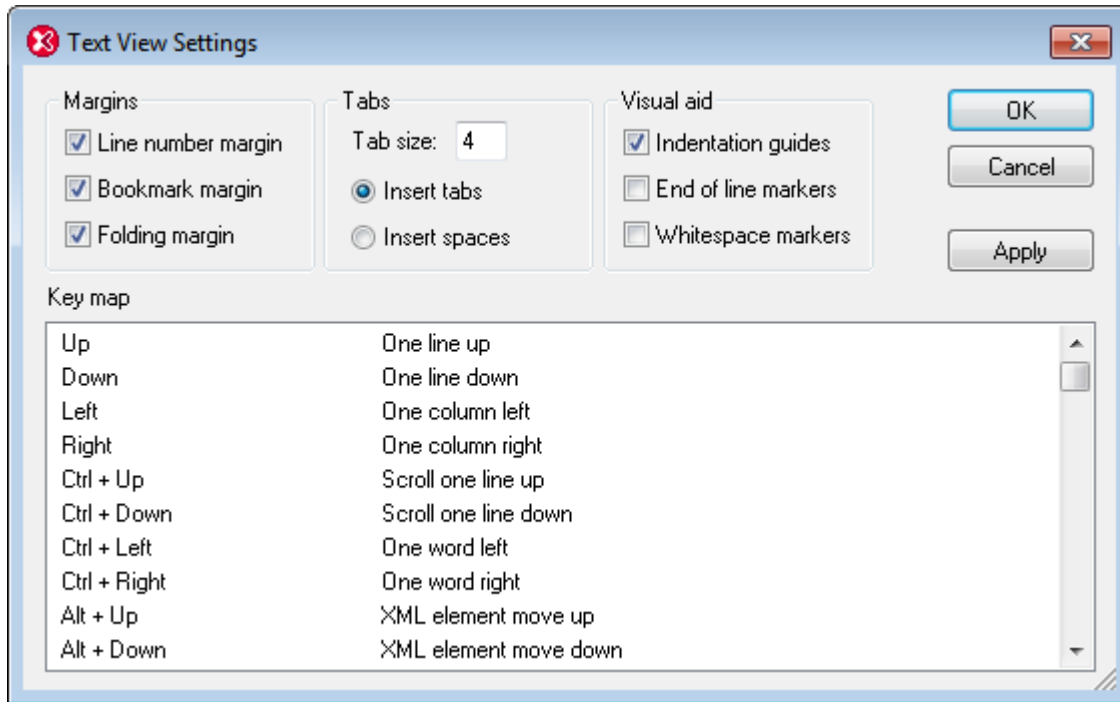 Text View Settings
Margins
Line number margin
Bookmark margin
Folding margin
Tabs
Tab size: 4
Insert tabs
Insert spaces
Visual aid
Indentation guides
End of line markers
Whitespace markers
OK
Cancel
Apply
Key map
Up One line up
Down One line down
Left One column left
Right One column right
Ctrl + Up Scroll one line up
Ctrl + Down Scroll one line down
Ctrl + Left One word left
Ctrl + Right One word right
Alt + Up XML element move up
Alt + Down XML element move down